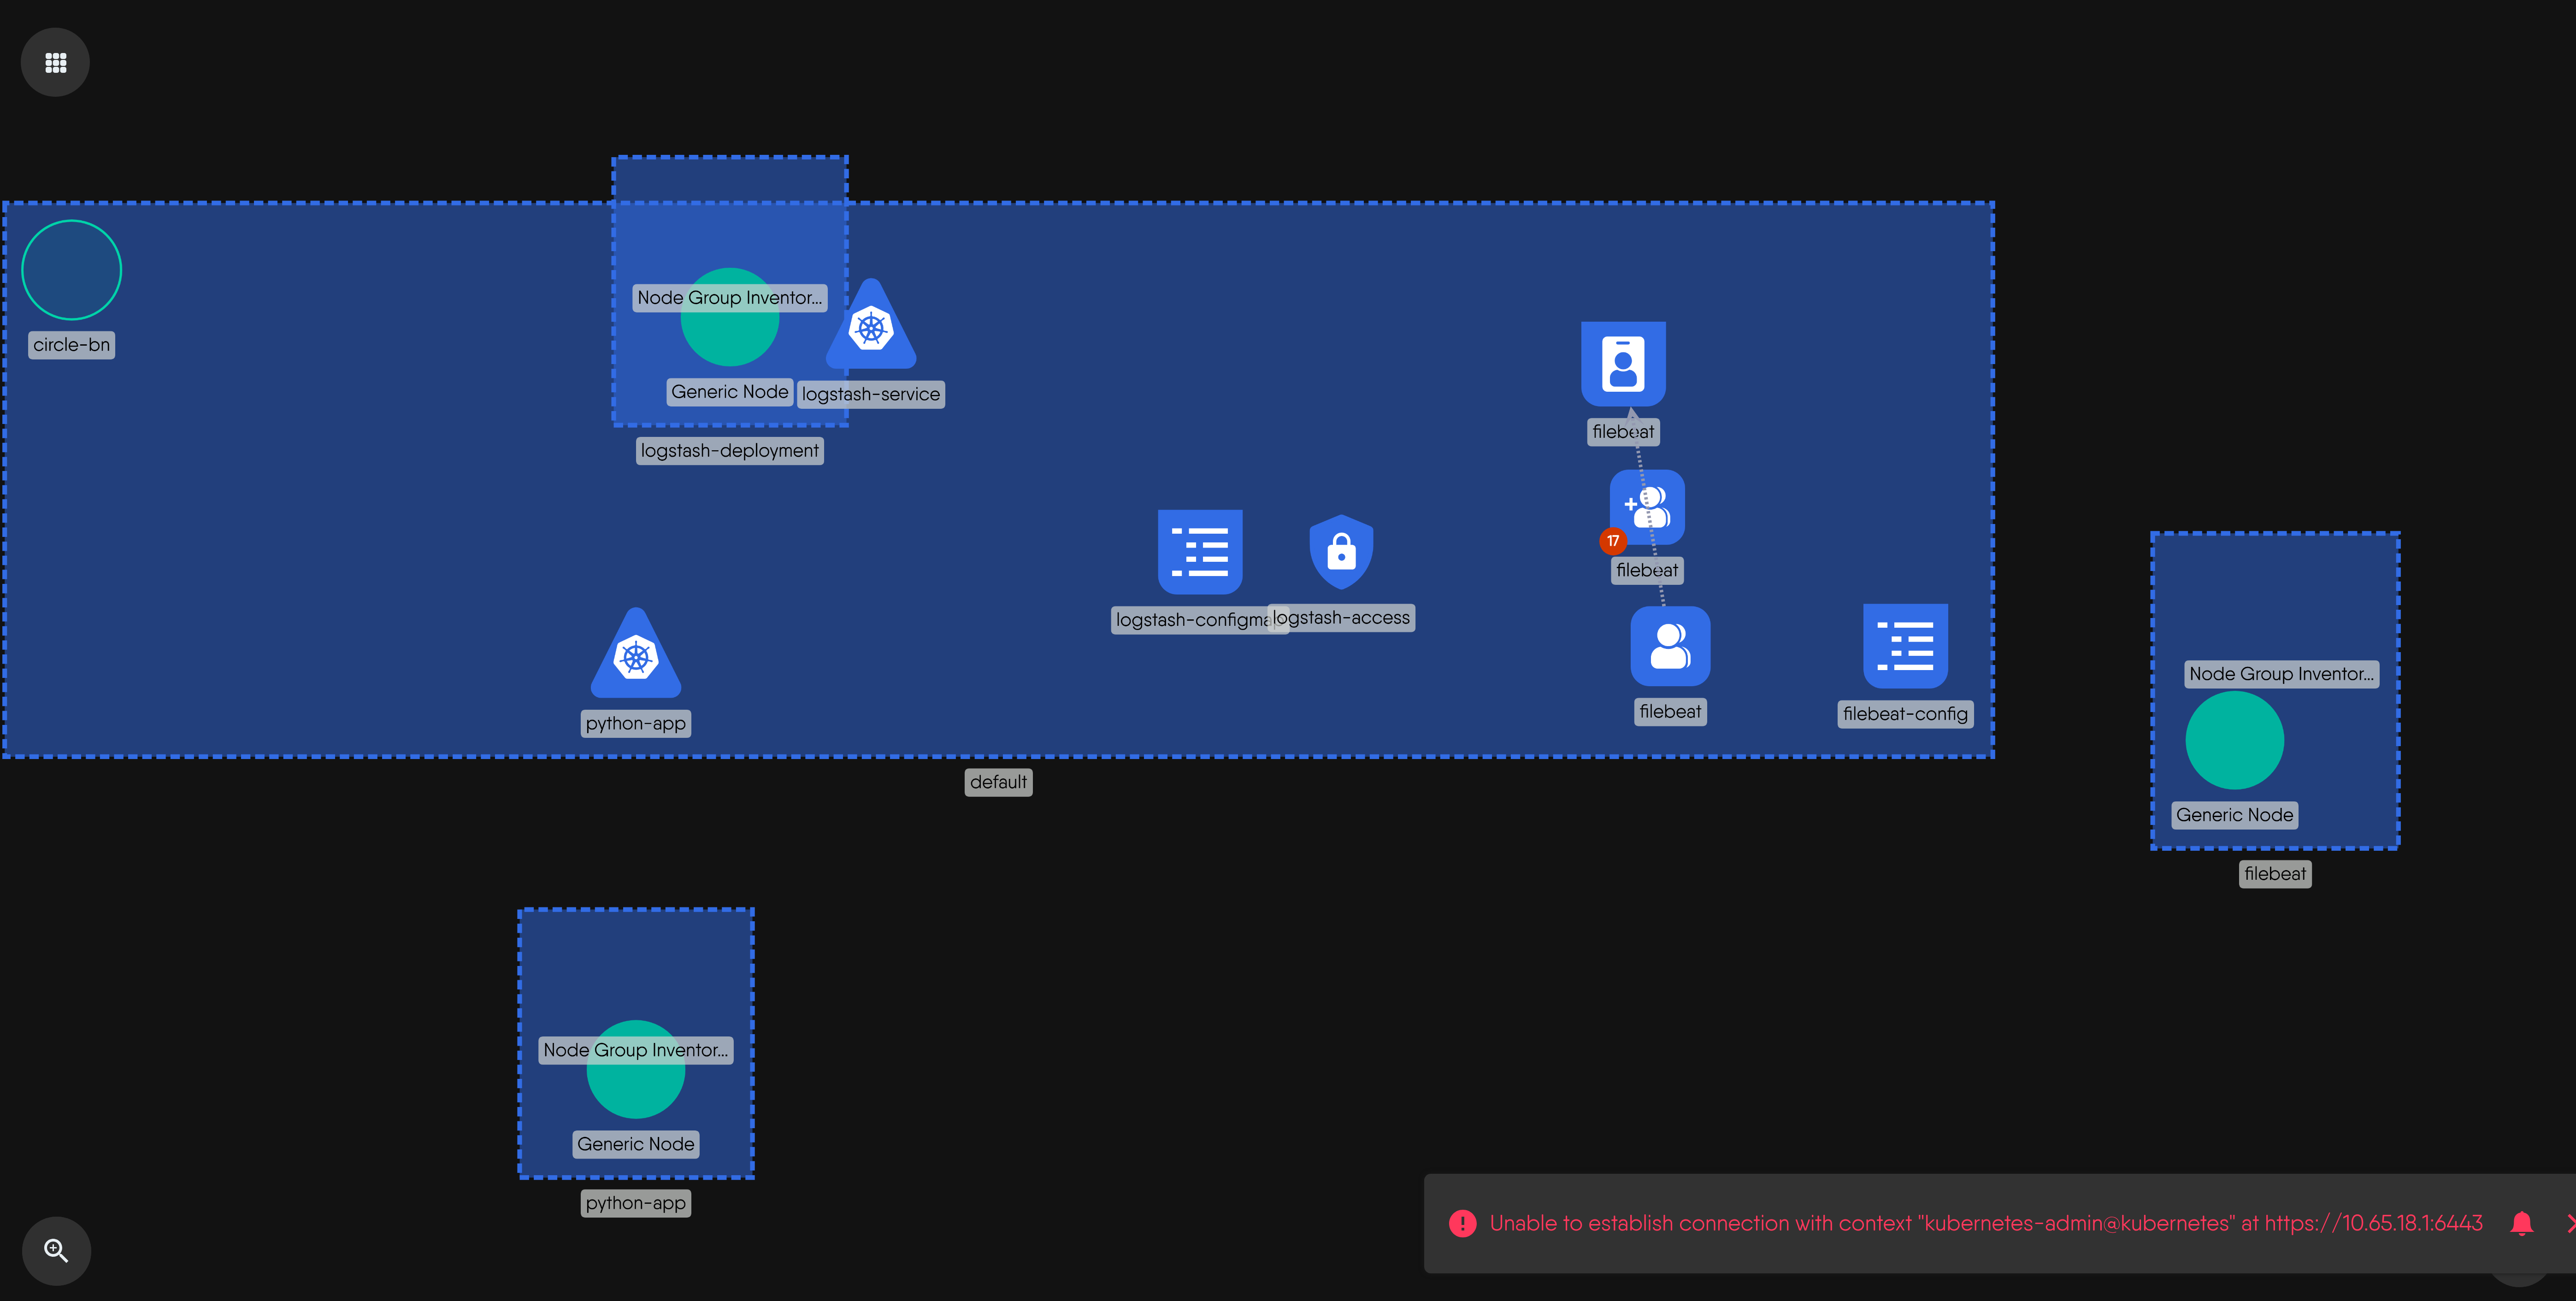 circle-bn
Node Group Inventor...
Generic Node
logstash-service
logstash-deployment
filebeat
17
filebeat
logstash-configma
logstash-access
filebeat
filebeat-config
python-app
default
Node Group Inventor...
Generic Node
filebeat
Node Group Inventor...
Generic Node
python-app
Unable to establish connection with context "kubernetes-admin@kubernetes" at https://10.65.18.1:6443